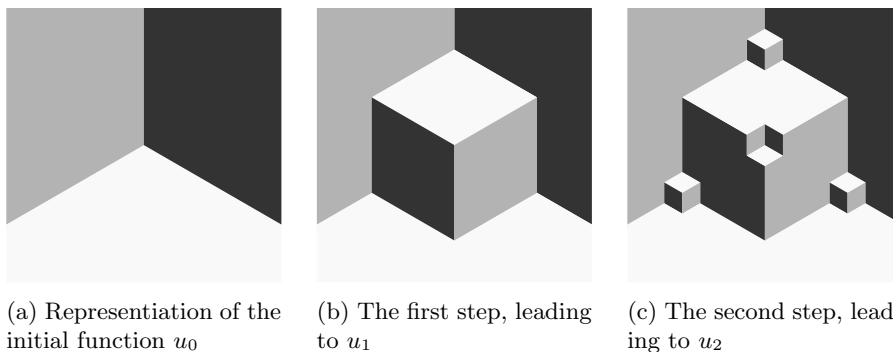 (a) Representiation of the
initial function u₀
(b) The first step, leading
to u₁
(c) The second step, lead
ing to u₂